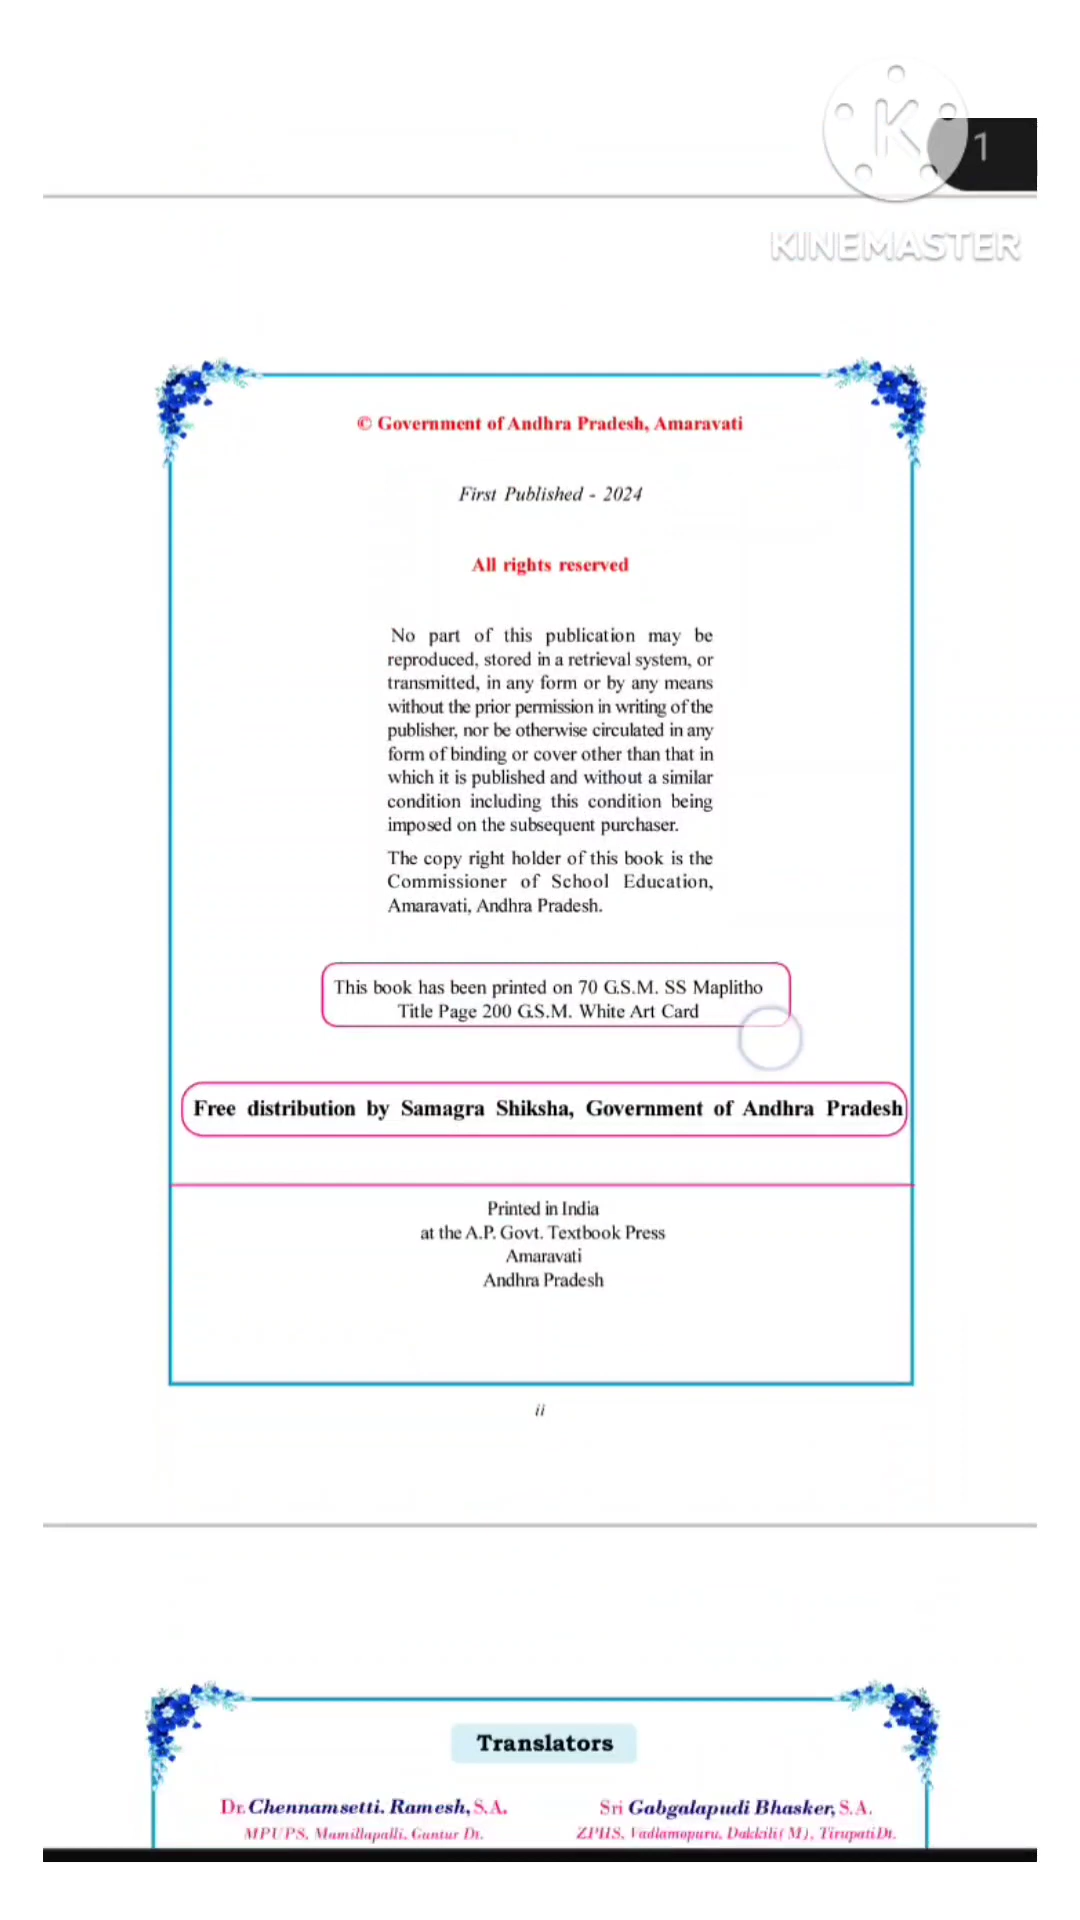 K
1
KINEMASTER
© Government of Andhra Pradesh, Amaravati
First Published - 2024
All rights reserved
No part of this publication may be
reproduced, stored in a retrieval system, or
transmitted, in any form or by any means
without the prior permission in writing of the
publisher, nor be otherwise circulated in any
form of binding or cover other than that in
which it is published and without a similar
condition including this condition being
imposed on the subsequent purchaser.
The copy right holder of this book is the
Commissioner of School Education,
Amaravati, Andhra Pradesh.
This book has been printed on 70 G.S.M. SS Maplitho
Title Page 200 G.S.M. White Art Card
Free distribution by Samagra Shiksha, Government of Andhra Pradesh
Printed in India
at the A.P. Govt. Textbook Press
Amaravati
Andhra Pradesh
ii
Translators
Dr. Chennamsetti. Ramesh, S.A. Sri Gabgalapudi Bhasker, S.A.
MPUPS, Mamillapalli, Guntur Dt. ZPHS, Vadlamopuru, Dakkili( M ), Tirupati Dt.